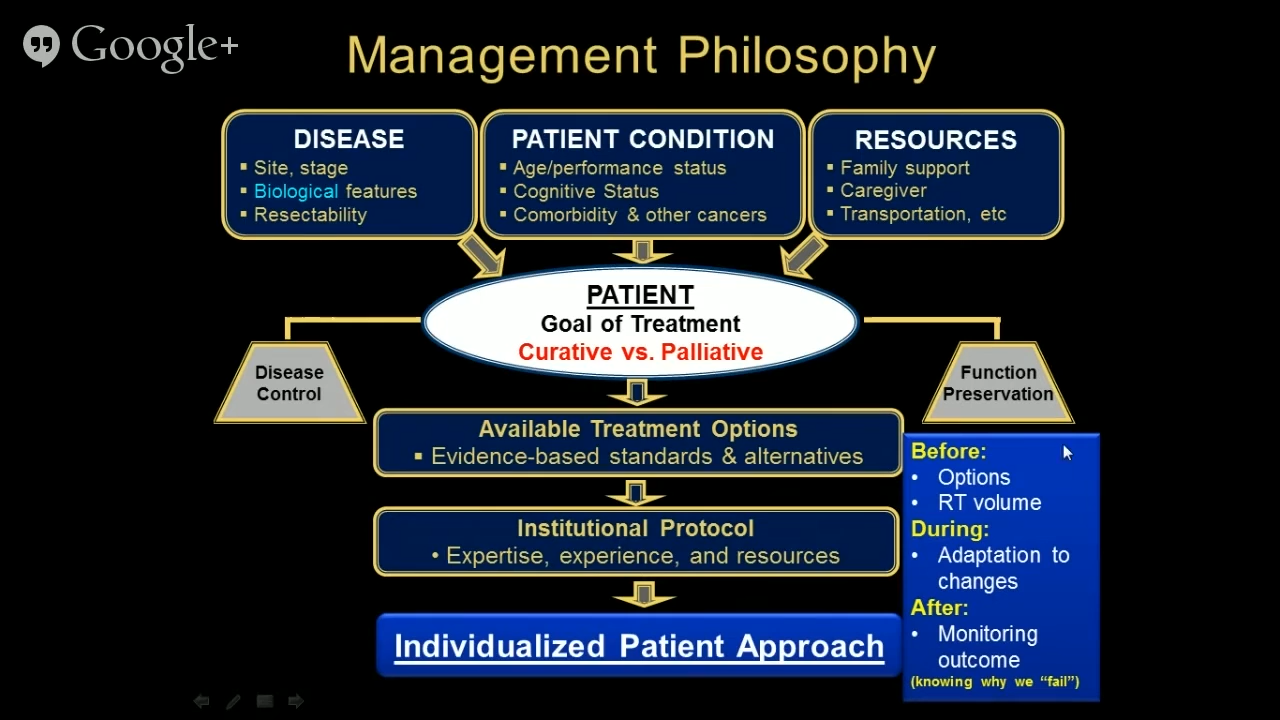 Google+
Management Philosophy
DISEASE
▪ Site, stage
▪ Biological features
▪ Resectability
PATIENT CONDITION
▪ Age/performance status
▪ Cognitive Status
▪ Comorbidity & other cancers
RESOURCES
▪ Family support
▪ Caregiver
▪ Transportation, etc
PATIENT
Goal of Treatment
Curative vs. Palliative
Disease
Control
Function
Preservation
Available Treatment Options
▪ Evidence-based standards & alternatives
Institutional Protocol
• Expertise, experience, and resources
Individualized Patient Approach
Before:
• Options
• RT volume
During:
• Adaptation to
changes
After:
• Monitoring
outcome
(knowing why we “fail”)